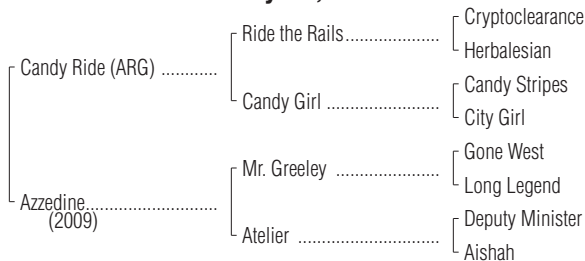 Cryptoclearance
Ride the Rails
Herbalesian
Candy Ride (ARG)
Candy Stripes
Candy Girl
City Girl
Gone West
Mr. Greeley
Long Legend
Azzedine
(2009)
Deputy Minister
Atelier
Aishah